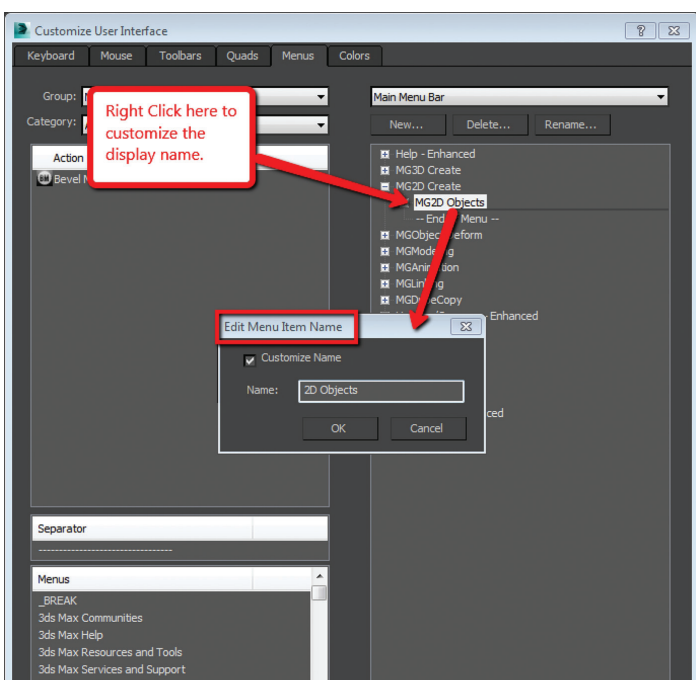 Customize User Interface
Keyboard Mouse Toolbars Quads Menus Colors
Group:
Main Menu Bar
Category:
Right Click here to
customize the
display name.
New... Delete... Rename...
Action
Bevel
Help - Enhanced
MG3D Create
MG2D Create
MG2D Objects
-- End Menu --
MGLinking
Enhanced
Edit Menu Item Name
Customize Name
Name: 2D Objects
OK Cancel
Separator
--------------------------------
Menus
_BREAK
3ds Max Communities
3ds Max Help
3ds Max Resources and Tools
3ds Max Services and Support